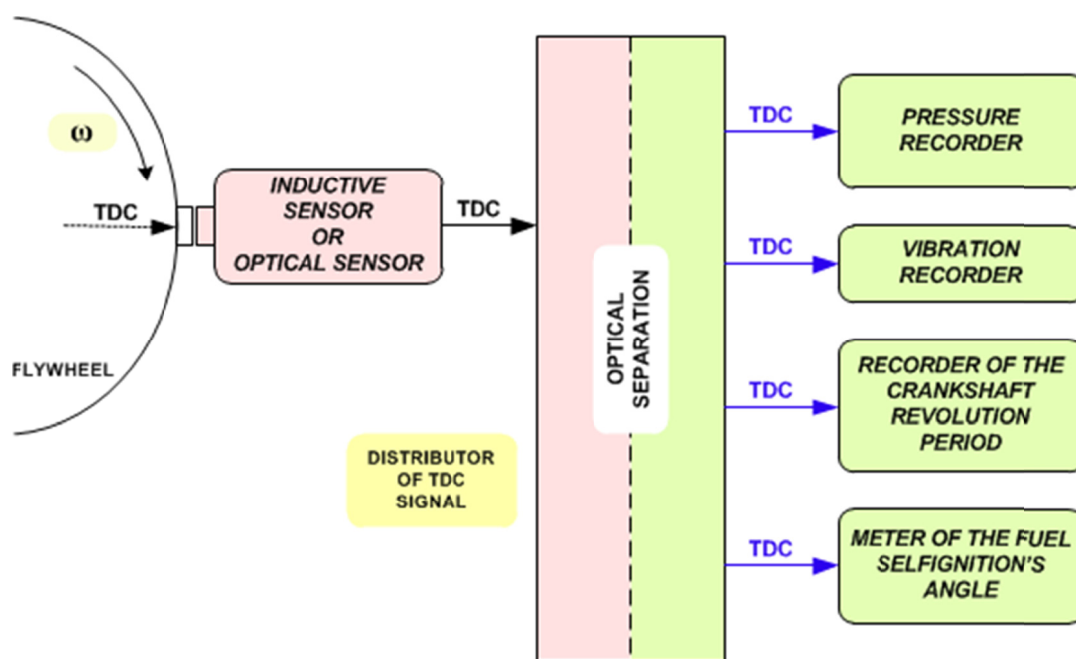 ω
TDC
FLYWHEEL
INDUCTIVE
SENSOR
OR
OPTICAL SENSOR
TDC
DISTRIBUTOR
OF TDC
SIGNAL
OPTICAL
SEPARATION
TDC
PRESSURE
RECORDER
TDC
VIBRATION
RECORDER
TDC
RECORDER OF THE
CRANKSHAFT
REVOLUTION
PERIOD
TDC
METER OF THE FUEL
SELFIGNITION'S
ANGLE